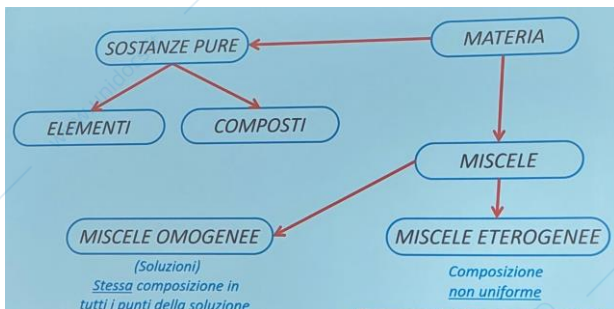 SOSTANZE PURE
MATERIA
ELEMENTI
COMPOSTI
MISCELE
MISCELE OMOGENEE
(Soluzioni)
Stessa composizione in
tutti i punti della soluzione
MISCELE ETEROGENEE
Composizione
non uniforme